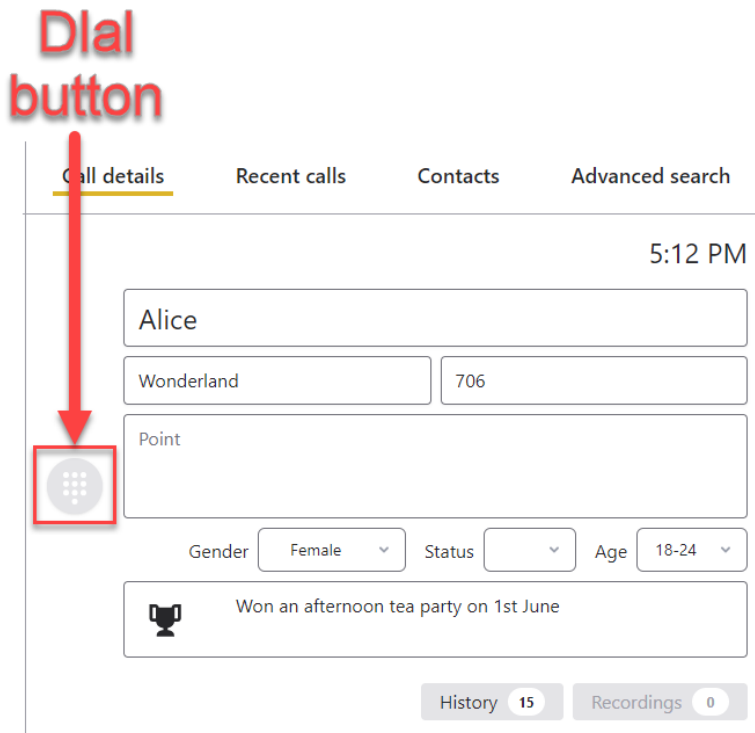 DIal
button
Call details Recent calls Contacts Advanced search
5:12 PM
Alice
Wonderland 706
Point
Gender Female Status Age 18-24
Won an afternoon tea party on 1st June
History 15 Recordings 0